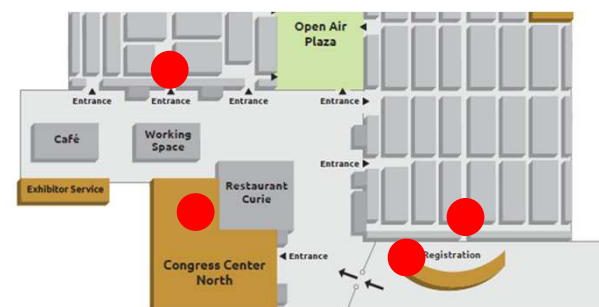 Open Air
Plaza
Entrance
Entrance
Entrance
Entrance
Café
Working
Space
Entrance
Exhibitor Service
Restaurant
Curie
Registration
Entrance
Congress Center
North